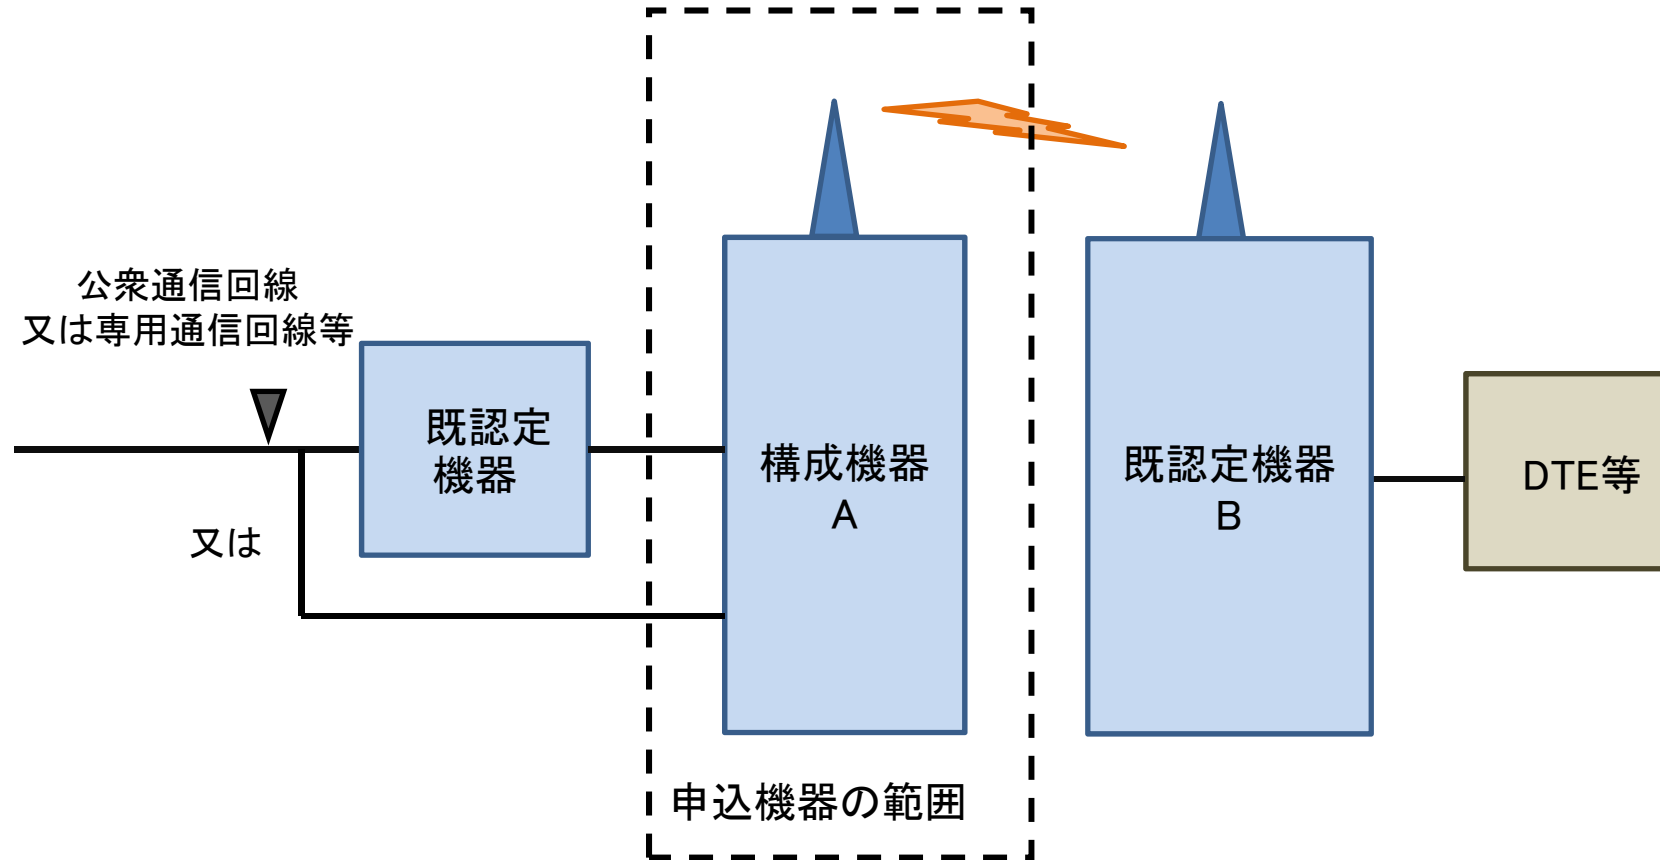 公衆通信回線
又は専用通信回線等
既認定
機器
又は
構成機器
A
既認定機器
B
DTE等
申込機器の範囲